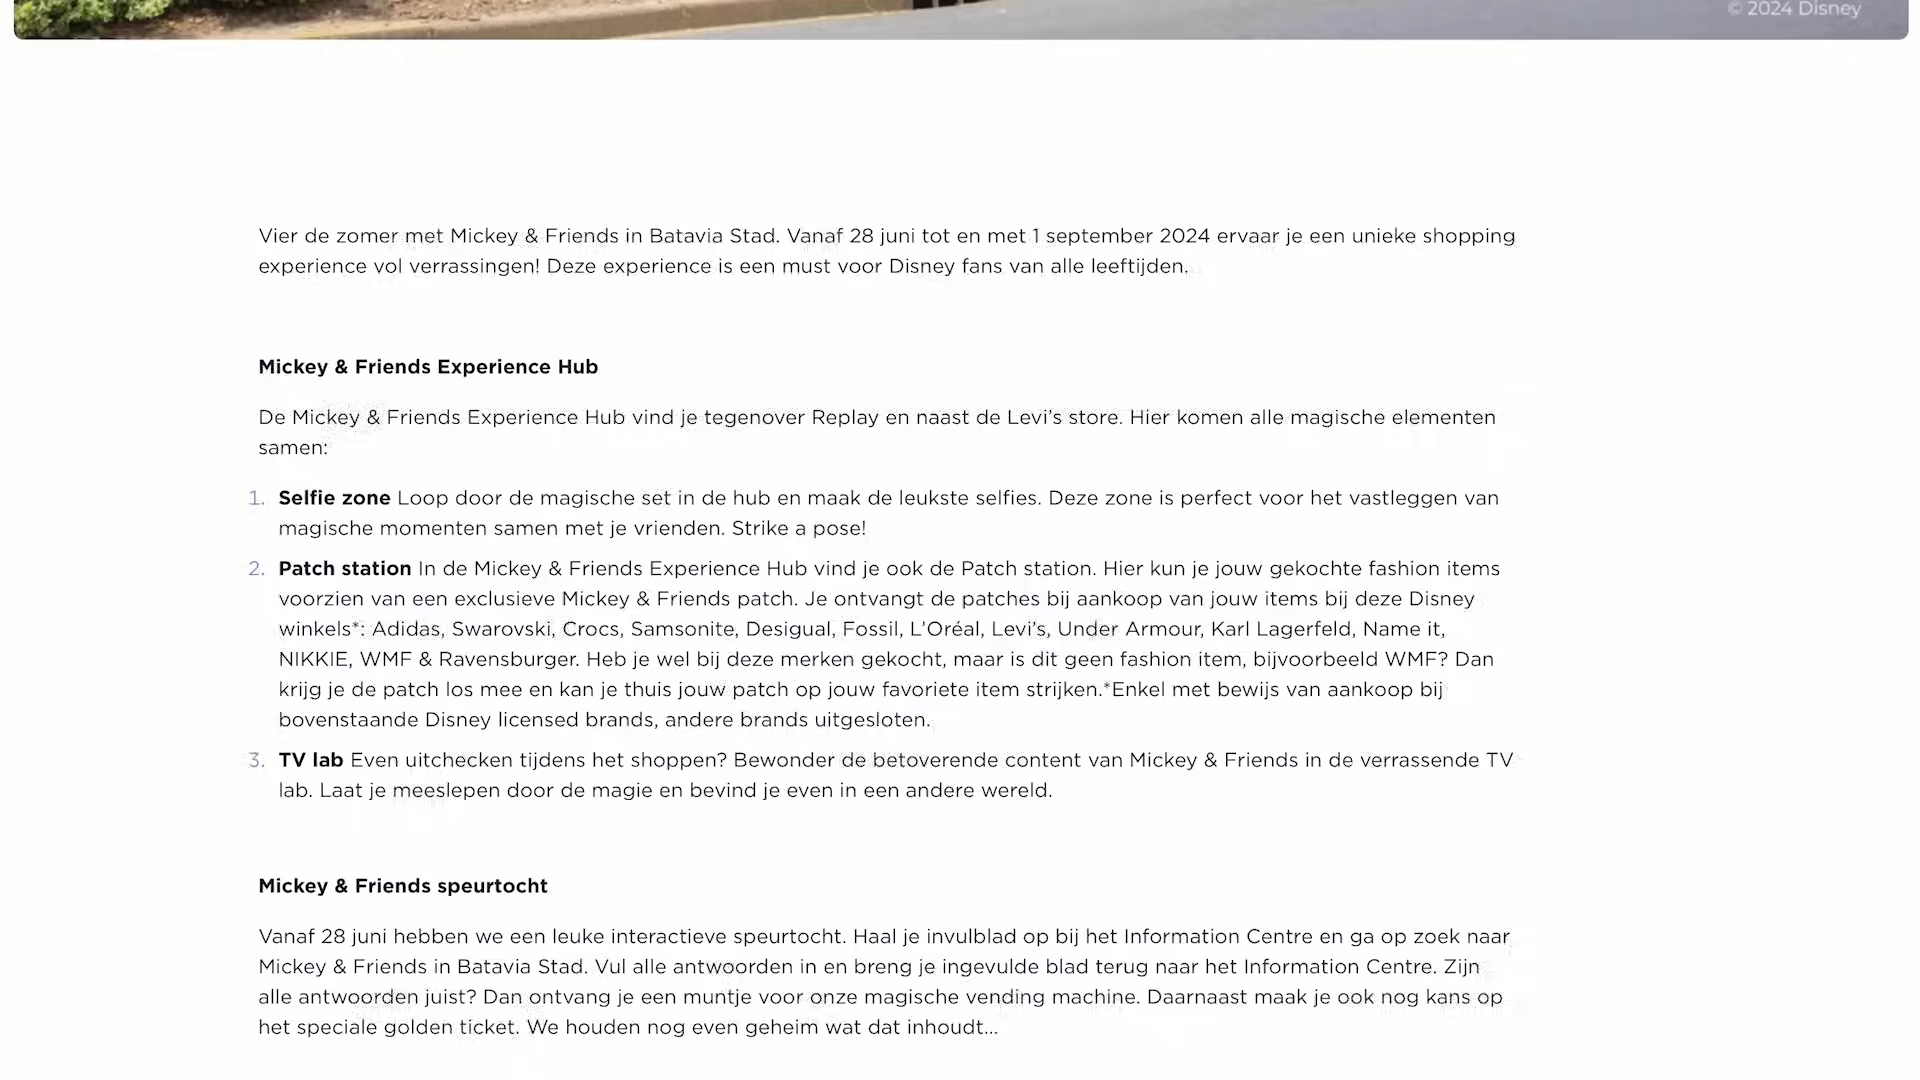 © 2024 Disney
Vier de zomer met Mickey & Friends in Batavia Stad. Vanaf 28 juni tot en met 1 september 2024 ervaar je een unieke shopping
experience vol verrassingen! Deze experience is een must voor Disney fans van alle leeftijden.
Mickey & Friends Experience Hub
De Mickey & Friends Experience Hub vind je tegenover Replay en naast de Levi's store. Hier komen alle magische elementen
samen:
1. Selfie zone Loop door de magische set in de hub en maak de leukste selfies. Deze zone is perfect voor het vastleggen van
magische momenten samen met je vrienden. Strike a pose!
2. Patch station In de Mickey & Friends Experience Hub vind je ook de Patch station. Hier kun je jouw gekochte fashion items
voorzien van een exclusieve Mickey & Friends patch. Je ontvangt de patches bij aankoop van jouw items bij deze Disney
winkels*: Adidas, Swarovski, Crocs, Samsonite, Desigual, Fossil, L'Oréal, Levi's, Under Armour, Karl Lagerfeld, Name it,
NIKKIE, WMF & Ravensburger. Heb je wel bij deze merken gekocht, maar is dit geen fashion item, bijvoorbeeld WMF? Dan
krijg je de patch los mee en kan je thuis jouw patch op jouw favoriete item strijken.*Enkel met bewijs van aankoop bij
bovenstaande Disney licensed brands, andere brands uitgesloten.
3. TV lab Even uitchecken tijdens het shoppen? Bewonder de betoverende content van Mickey & Friends in de verrassende TV
lab. Laat je meeslepen door de magie en bevind je even in een andere wereld.
Mickey & Friends speurtocht
Vanaf 28 juni hebben we een leuke interactieve speurtocht. Haal je invulblad op bij het Information Centre en ga op zoek naar
Mickey & Friends in Batavia Stad. Vul alle antwoorden in en breng je ingevulde blad terug naar het Information Centre. Zijn
alle antwoorden juist? Dan ontvang je een muntje voor onze magische vending machine. Daarnaast maak je ook nog kans op
het speciale golden ticket. We houden nog even geheim wat dat inhoudt...